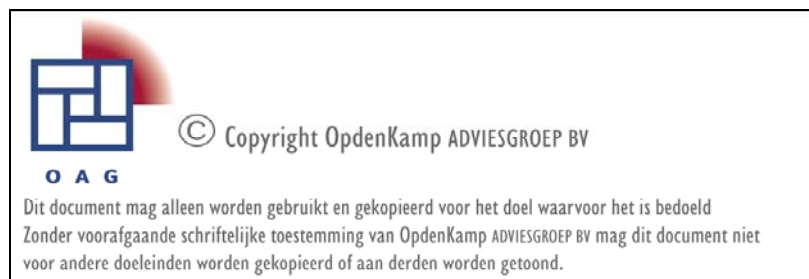 © Copyright OpdenKamp ADVIESGROEP BV
O A G
Dit document mag alleen worden gebruikt en gekopieerd voor het doel waarvoor het is bedoeld
Zonder voorafgaande schriftelijke toestemming van OpdenKamp ADVIESGROEP BV mag dit document niet
voor andere doeleinden worden gekopieerd of aan derden worden getoond.